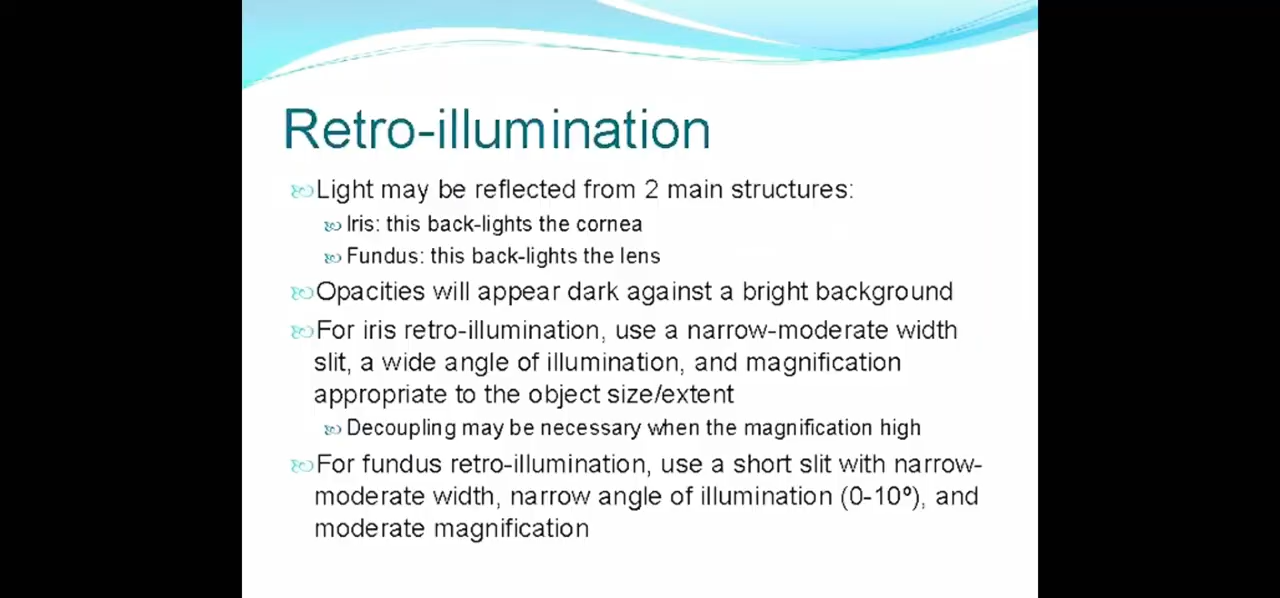 Retro-illumination
Light may be reflected from 2 main structures:
Iris: this back-lights the cornea
Fundus: this back-lights the lens
Opacities will appear dark against a bright background
For iris retro-illumination, use a narrow-moderate width
slit, a wide angle of illumination, and magnification
appropriate to the object size/extent
Decoupling may be necessary when the magnification high
For fundus retro-illumination, use a short slit with narrow-
moderate width, narrow angle of illumination (0-10º), and
moderate magnification